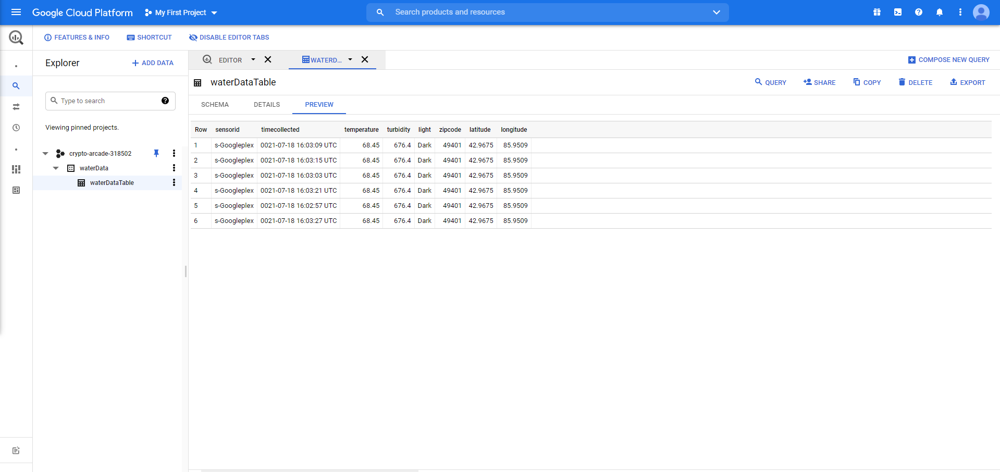 Google Cloud Platform My First Project Search products and resources
FEATURES & INFO SHORTCUT DISABLE EDITOR TABS
Explorer + ADD DATA
Type to search
Viewing pinned projects.
crypto-arcade-318502
waterData
waterDataTable
EDITOR WATERD... COMPOSE NEW QUERY
waterDataTable QUERY SHARE COPY DELETE EXPORT
SCHEMA DETAILS PREVIEW
Row sensorid timecollected temperature turbidity light zipcode latitude longitude
1 s-Googleplex 0021-07-18 16:03:09 UTC 68.45 676.4 Dark 49401 42.9675 85.9509
2 s-Googleplex 0021-07-18 16:03:15 UTC 68.45 676.4 Dark 49401 42.9675 85.9509
3 s-Googleplex 0021-07-18 16:03:03 UTC 68.45 676.4 Dark 49401 42.9675 85.9509
4 s-Googleplex 0021-07-18 16:03:21 UTC 68.45 676.4 Dark 49401 42.9675 85.9509
5 s-Googleplex 0021-07-18 16:02:57 UTC 68.45 676.4 Dark 49401 42.9675 85.9509
6 s-Googleplex 0021-07-18 16:03:27 UTC 68.45 676.4 Dark 49401 42.9675 85.9509